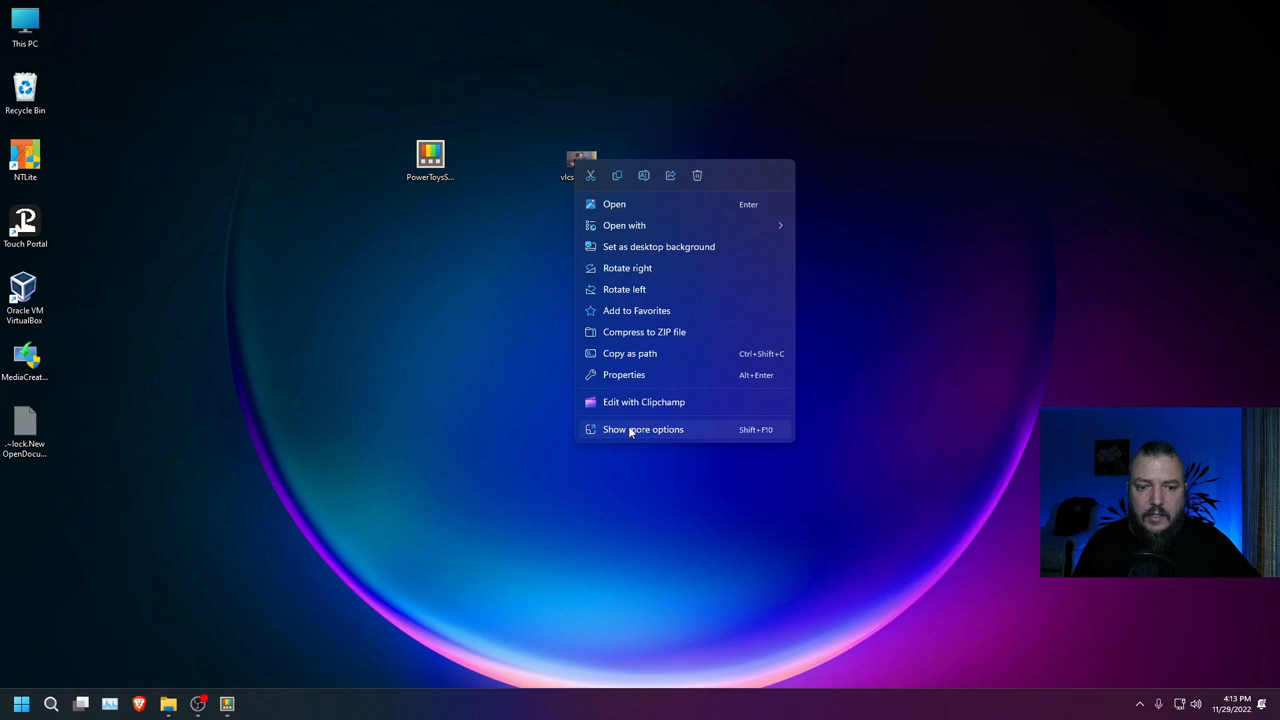 This PC
Recycle Bin
NTLite
Touch Portal
Oracle VM
VirtualBox
MediaCreat...
.~lock.New
OpenDocu...
PowerToysS...
vlcs
Open Enter
Open with
Set as desktop background
Rotate right
Rotate left
Add to Favorites
Compress to ZIP file
Copy as path Ctrl+Shift+C
Properties Alt+Enter
Edit with Clipchamp
Show more options Shift+F10
4:13 PM
11/29/2022